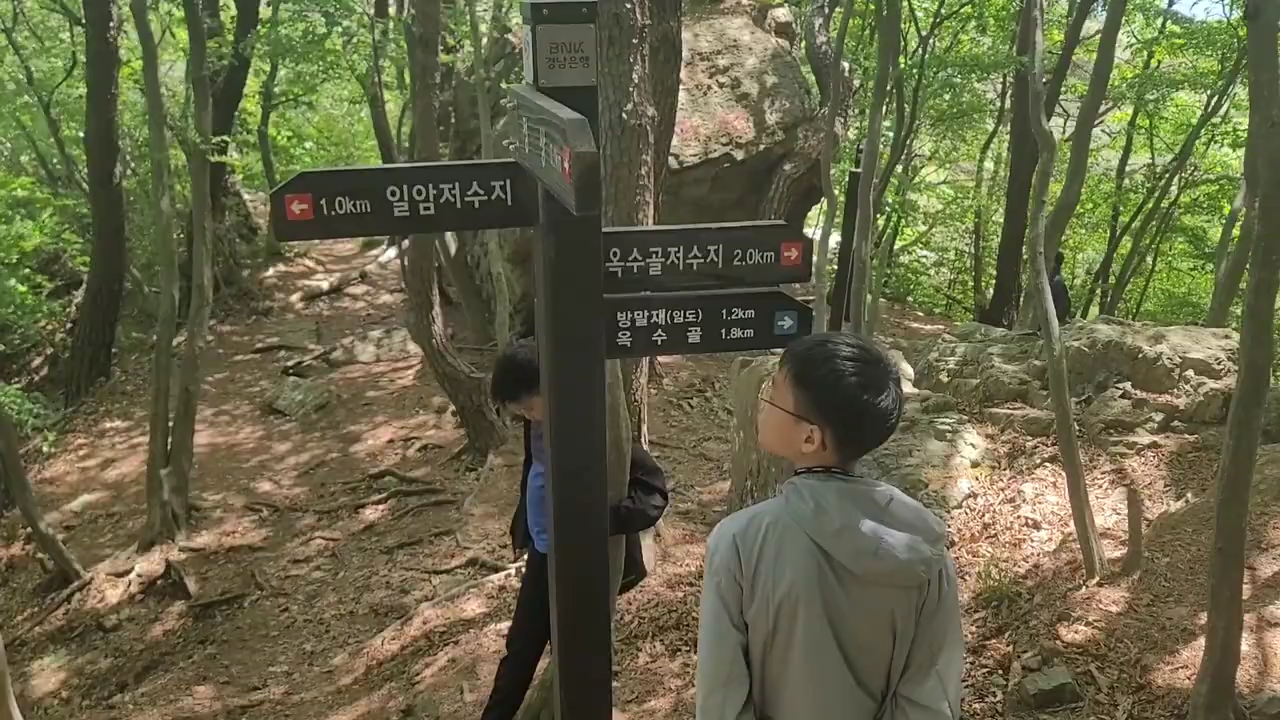 BNK
경남은행
1.0km 일암저수지
옥수골저수지 2.0km
방말재(임도) 1.2km
옥 수 골 1.8km